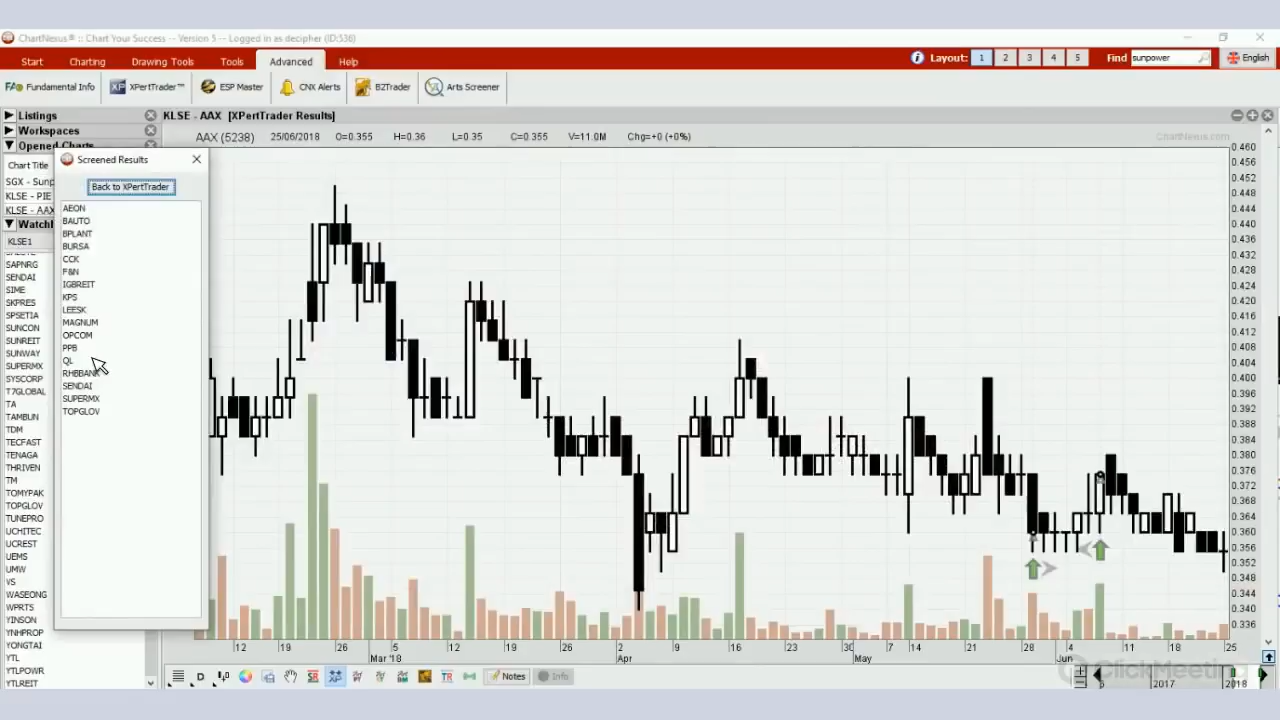 ChartNexus® :: Chart Your Success -- Version 5 -- Logged in as decipher (ID:536)
Start Charting Drawing Tools Tools Advanced Help
Layout: 1 2 3 4 5 Find sunpower English
Fundamental Info XPertTrader™ ESP Master CNX Alerts BZTrader Arts Screener
Listings
Workspaces
Opened Charts
Chart Title
SGX - Sunp
KLSE - PIE
KLSE - AAX
Watchl
KLSE1
SAPNRG
SENDAI
SIME
SKPRES
SPSETIA
SUNCON
SUNREIT
SUNWAY
SUPERMX
SYSCORP
T7GLOBAL
TA
TAMBUN
TDM
TECFAST
TENAGA
THRIVEN
TM
TOMYPAK
TOPGLOV
TUNEPRO
UCHITEC
UCREST
UEMS
UMW
VS
WASEONG
WPRTS
YINSON
YNHPROP
YONGTAI
YTL
YTLPOWR
YTLREIT
Screened Results
Back to XPertTrader
AEON
BAUTO
BPLANT
BURSA
CCK
F&N
IGBREIT
KPS
LEESK
MAGNUM
OPCOM
PPB
QL
RHBBANK
SENDAI
SUPERMX
TOPGLOV
KLSE - AAX [XPertTrader Results]
AAX (5238) 25/06/2018 O=0.355 H=0.36 L=0.35 C=0.355 V=11.0M Chg=+0 (+0%)
ChartNexus.com
0.460
0.456
0.452
0.448
0.444
0.440
0.436
0.432
0.428
0.424
0.420
0.416
0.412
0.408
0.404
0.400
0.396
0.392
0.388
0.384
0.380
0.376
0.372
0.368
0.364
0.360
0.356
0.352
0.348
0.344
0.340
0.336
12 19 26 5 12 19 26 2 9 16 23 7 14 21 28 4 11 18 25
Mar '18 Apr May Jun
D SR TR Notes Info
ClickMeeting
2017 2018